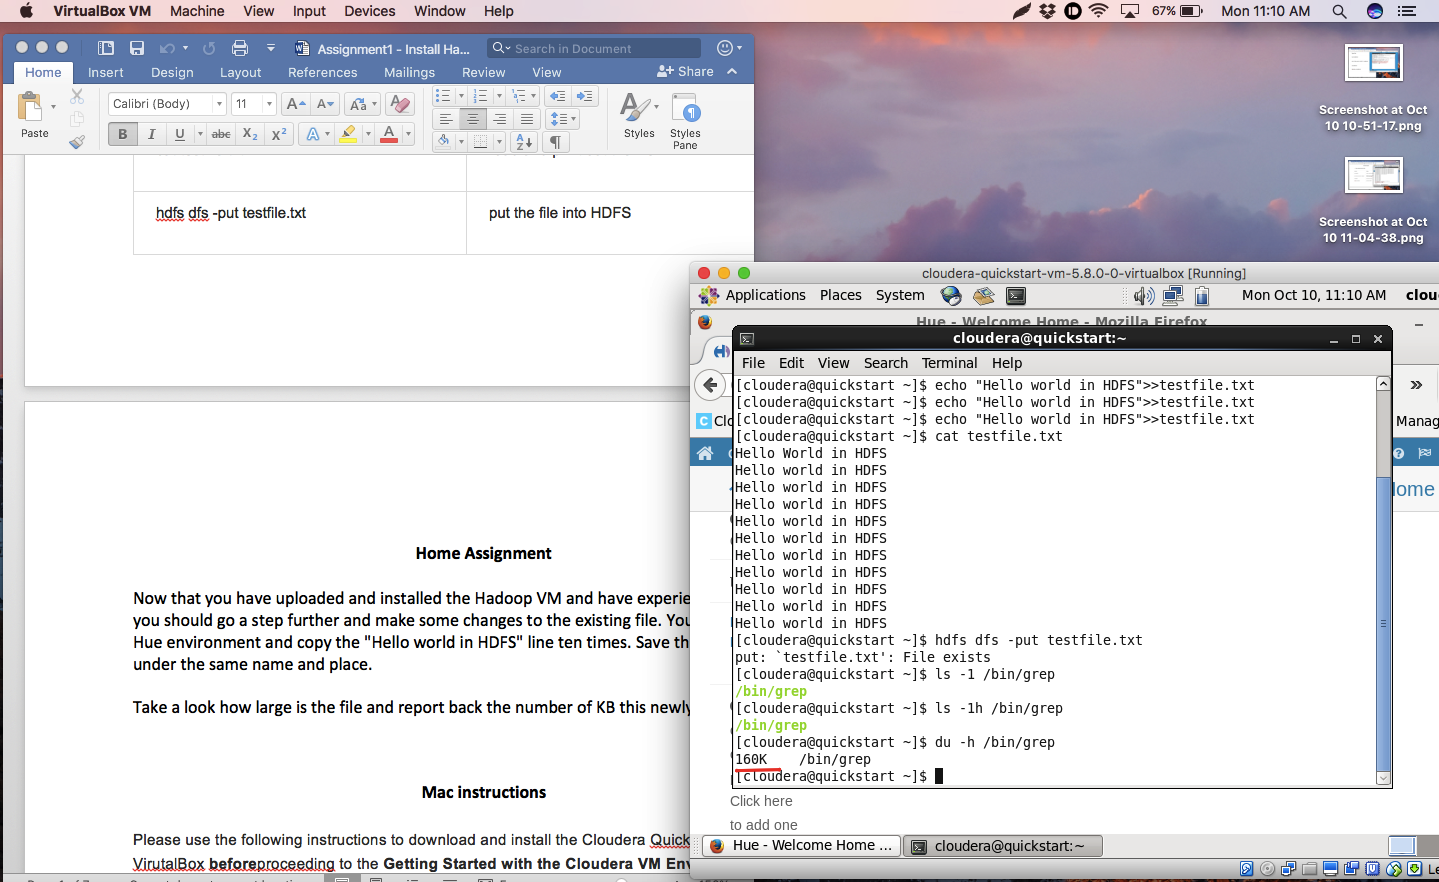 VirtualBox VM Machine View Input Devices Window Help
67% Mon 11:10 AM
Assignment1 - Install Ha...
Search in Document
Home Insert Design Layout References Mailings Review View Share
Paste
Calibri (Body) 11
B I U abc X2 X2
A A Aa A
A A
A Z
Styles
Styles Pane
hdfs dfs -put testfile.txt
put the file into HDFS
Home Assignment
Now that you have uploaded and installed the Hadoop VM and have experie
you should go a step further and make some changes to the existing file. You
Hue environment and copy the "Hello world in HDFS" line ten times. Save th
under the same name and place.
Take a look how large is the file and report back the number of KB this newly
Mac instructions
Please use the following instructions to download and install the Cloudera Quick
VirutalBox beforeproceeding to the Getting Started with the Cloudera VM Env
Screenshot at Oct
10 10-51-17.png
Screenshot at Oct
10 11-04-38.png
cloudera-quickstart-vm-5.8.0-0-virtualbox [Running]
Applications Places System
Mon Oct 10, 11:10 AM clou
Hue - Welcome Home - Mozilla Firefox
Clo
Manag
Home
cloudera@quickstart:~
File Edit View Search Terminal Help
[cloudera@quickstart ~]$ echo "Hello world in HDFS">>testfile.txt
[cloudera@quickstart ~]$ echo "Hello world in HDFS">>testfile.txt
[cloudera@quickstart ~]$ echo "Hello world in HDFS">>testfile.txt
[cloudera@quickstart ~]$ cat testfile.txt
Hello World in HDFS
Hello world in HDFS
Hello world in HDFS
Hello world in HDFS
Hello world in HDFS
Hello world in HDFS
Hello world in HDFS
Hello world in HDFS
Hello world in HDFS
Hello world in HDFS
Hello world in HDFS
[cloudera@quickstart ~]$ hdfs dfs -put testfile.txt
put: `testfile.txt': File exists
[cloudera@quickstart ~]$ ls -1 /bin/grep
/bin/grep
[cloudera@quickstart ~]$ ls -1h /bin/grep
/bin/grep
[cloudera@quickstart ~]$ du -h /bin/grep
160K /bin/grep
[cloudera@quickstart ~]$
Click here
to add one
Hue - Welcome Home ...
cloudera@quickstart:~
Le